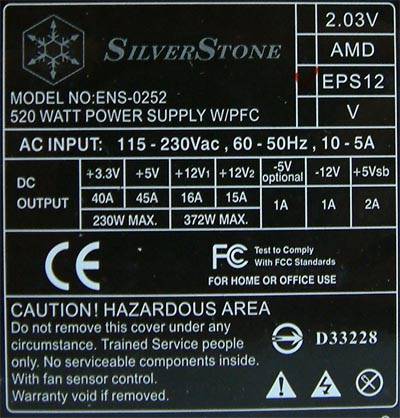 SILVERSTONE
MODEL NO:ENS-0252
520 WATT POWER SUPPLY W/PFC
2.03V
AMD
EPS12
V
AC INPUT: 115 - 230Vac , 60 - 50Hz , 10 - 5A
DC OUTPUT
+3.3V +5V +12V1 +12V2 -5V optional -12V +5Vsb
40A 45A 16A 15A 1A 1A 2A
230W MAX. 372W MAX.
CE
FC Test to Comply
With FCC Standards
FOR HOME OR OFFICE USE
CAUTION! HAZARDOUS AREA
Do not remove this cover under any
circumstance. Trained Service people
only. No serviceable components inside.
With fan sensor control.
Warranty void if removed.
D33228